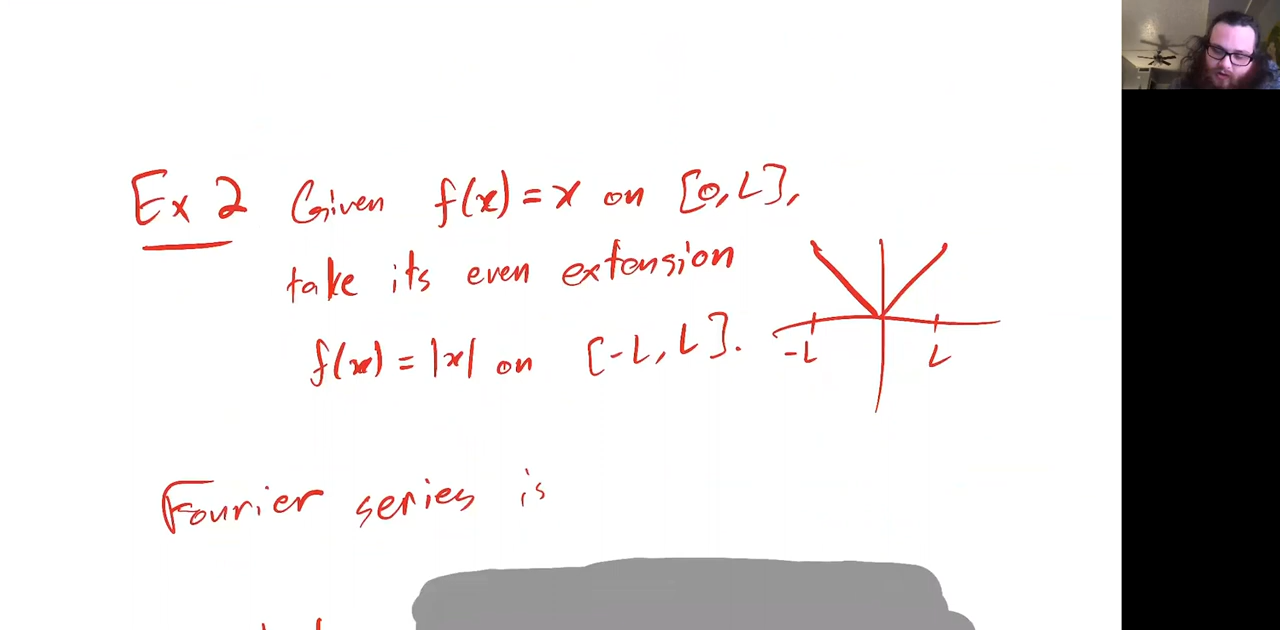 Ex 2 Given f(x) = x on [0, L],
take its even extension
f(x) = |x| on [-L, L].
-L L
Fourier series is